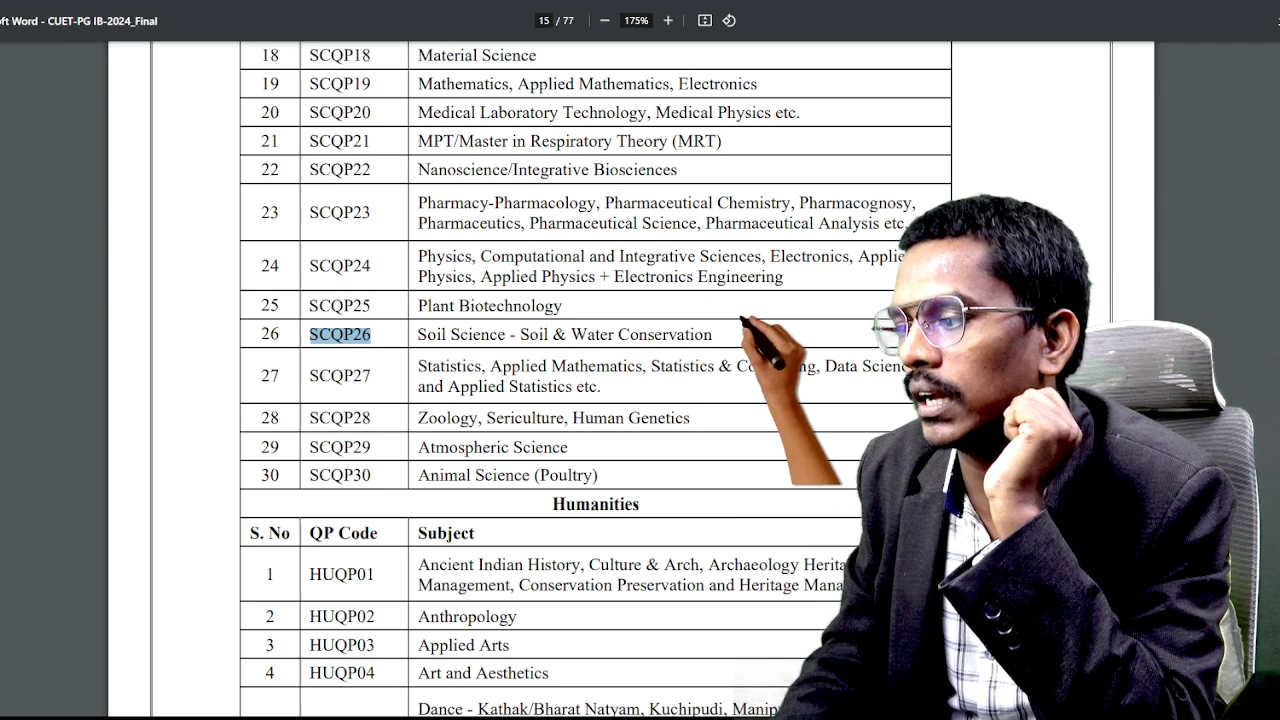 oft Word - CUET-PG IB-2024_Final
15 / 77 175%
18 SCQP18 Material Science
19 SCQP19 Mathematics, Applied Mathematics, Electronics
20 SCQP20 Medical Laboratory Technology, Medical Physics etc.
21 SCQP21 MPT/Master in Respiratory Theory (MRT)
22 SCQP22 Nanoscience/Integrative Biosciences
23 SCQP23 Pharmacy-Pharmacology, Pharmaceutical Chemistry, Pharmacognosy,
Pharmaceutics, Pharmaceutical Science, Pharmaceutical Analysis etc.
24 SCQP24 Physics, Computational and Integrative Sciences, Electronics, Applie
Physics, Applied Physics + Electronics Engineering
25 SCQP25 Plant Biotechnology
26 SCQP26 Soil Science - Soil & Water Conservation
27 SCQP27 Statistics, Applied Mathematics, Statistics & Co ng, Data Scien
and Applied Statistics etc.
28 SCQP28 Zoology, Sericulture, Human Genetics
29 SCQP29 Atmospheric Science
30 SCQP30 Animal Science (Poultry)
Humanities
S. No QP Code Subject
1 HUQP01 Ancient Indian History, Culture & Arch, Archaeology Herita
Management, Conservation Preservation and Heritage Mana
2 HUQP02 Anthropology
3 HUQP03 Applied Arts
4 HUQP04 Art and Aesthetics
Dance - Kathak/Bharat Natyam, Kuchipudi, Manip